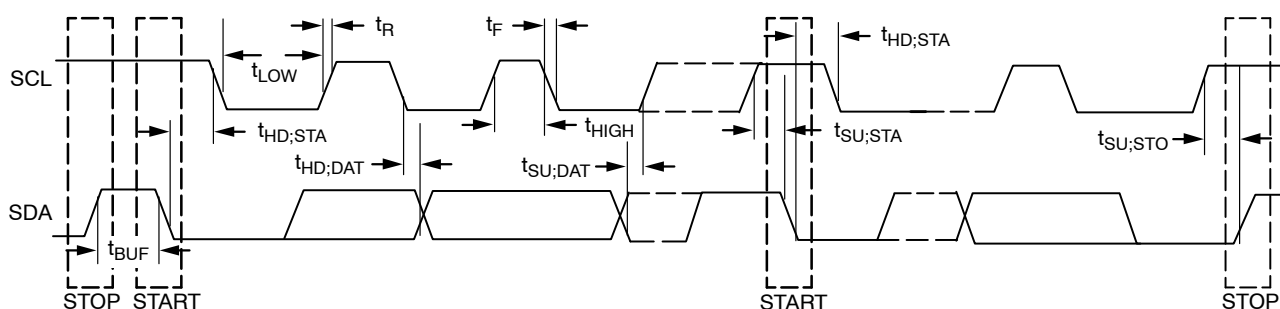 tR
tF
tHD;STA
SCL
tLOW
tHD;STA
tHIGH
tSU;STA
tSU;STO
tHD;DAT
tSU;DAT
SDA
tBUF
STOP
START
START
STOP